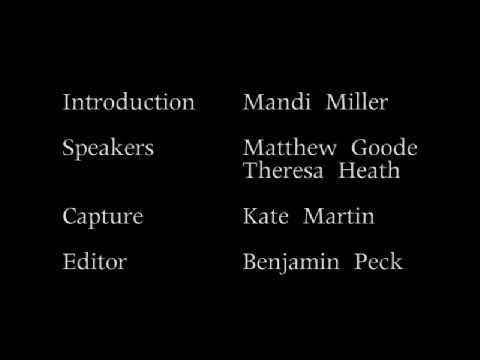 Introduction Mandi Miller
Speakers Matthew Goode
Theresa Heath
Capture Kate Martin
Editor Benjamin Peck